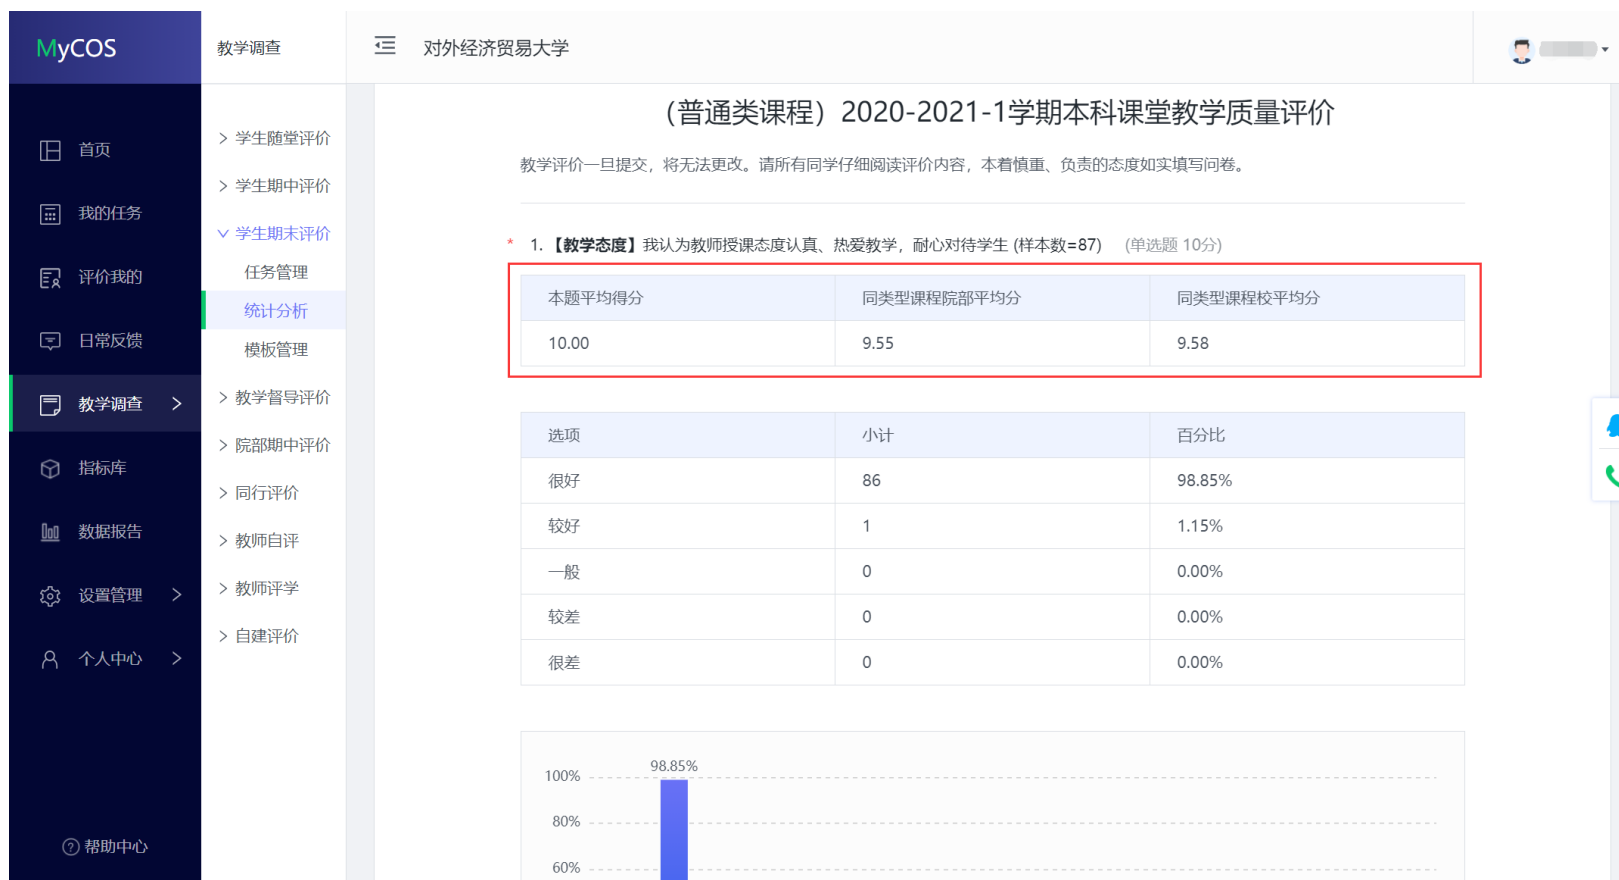 MyCOS
教学调查
对外经济贸易大学
首页
我的任务
评价我的
日常反馈
教学调查
指标库
数据报告
设置管理
个人中心
帮助中心
学生随堂评价
学生期中评价
学生期末评价
任务管理
统计分析
模板管理
教学督导评价
院部期中评价
同行评价
教师自评
教师评学
自建评价
（普通类课程）2020-2021-1学期本科课堂教学质量评价
教学评价一旦提交，将无法更改。请所有同学仔细阅读评价内容，本着慎重、负责的态度如实填写问卷。
* 1.【教学态度】我认为教师授课态度认真、热爱教学，耐心对待学生 (样本数=87) (单选题 10分)
本题平均得分 同类型课程院部平均分 同类型课程校平均分
10.00 9.55 9.58
选项 小计 百分比
很好 86 98.85%
较好 1 1.15%
一般 0 0.00%
较差 0 0.00%
很差 0 0.00%
98.85%
100%
80%
60%